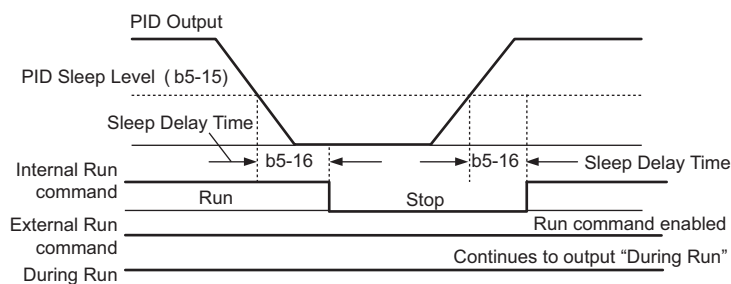 PID Output
PID Sleep Level (b5-15)
Sleep Delay Time
b5-16
b5-16
Sleep Delay Time
Internal Run
command
Run
Stop
External Run
command
Run command enabled
Continues to output “During Run”
During Run